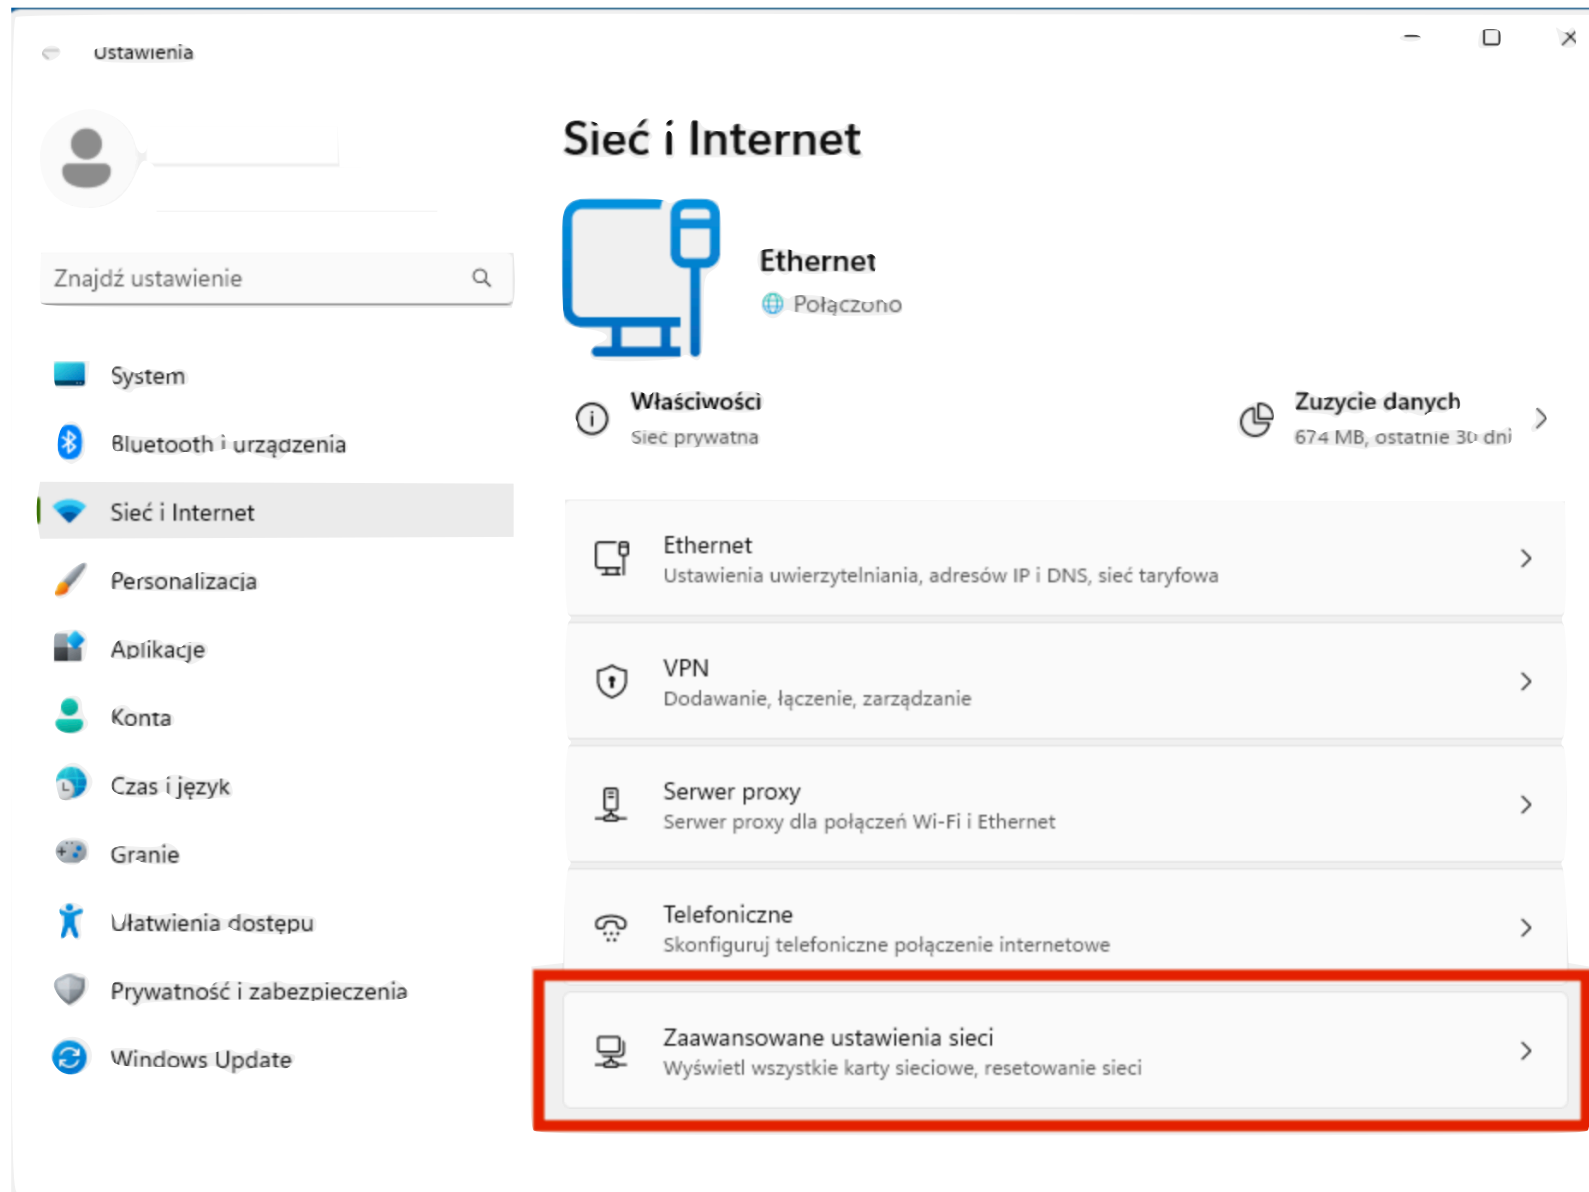 Ustawienia
Sieć i Internet
Ethernet
Połączono
Znajdź ustawienie
Właściwości
Sieć prywatna
Zuzycie danych
674 MB, ostatnie 30 dni
System
Bluetooth i urządzenia
Sieć i Internet
Personalizacja
Aplikacje
Konta
Czas i język
Granie
Ułatwienia dostępu
Prywatność i zabezpieczenia
Windows Update
Ethernet
Ustawienia uwierzytelniania, adresów IP i DNS, sieć taryfowa
VPN
Dodawanie, łączenie, zarządzanie
Serwer proxy
Serwer proxy dla połączeń Wi-Fi i Ethernet
Telefoniczne
Skonfiguruj telefoniczne połączenie internetowe
Zaawansowane ustawienia sieci
Wyświetl wszystkie karty sieciowe, resetowanie sieci